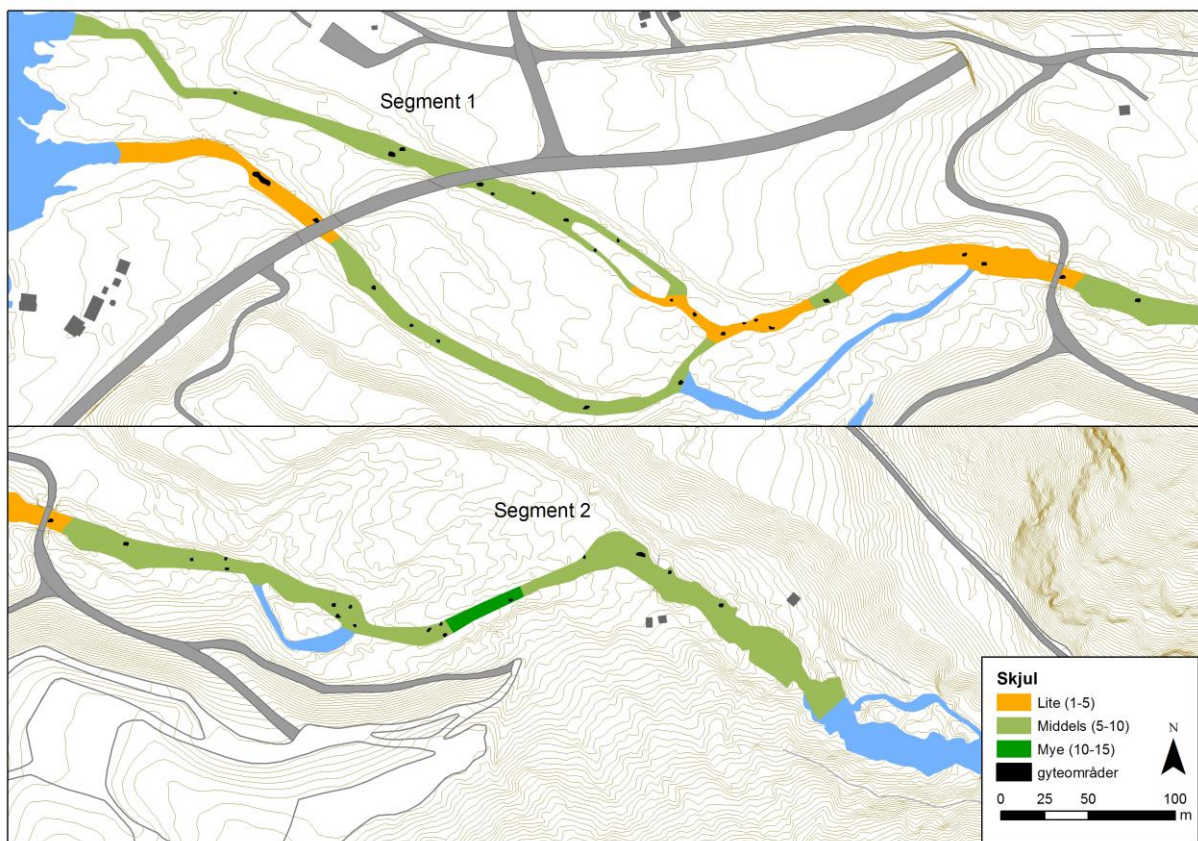 Segment 1
Segment 2
Skjul
Lite (1-5)
Middels (5-10)
Mye (10-15)
gyteområder
N
0 25 50 100
m